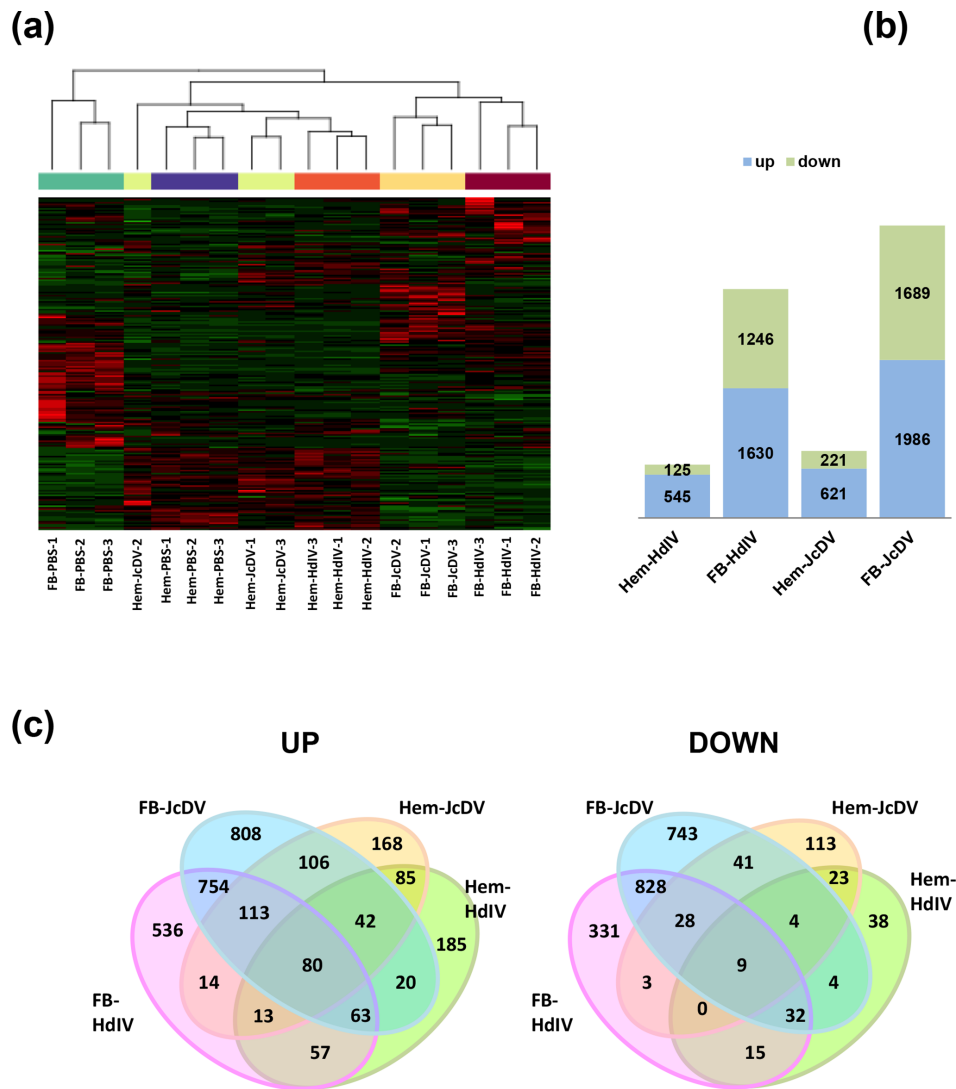 (a)
(b)
up down
1689
1246
1986
1630
125
221
545
621
Hem-HdIV
FB-HdIV
Hem-JcDV
FB-JcDV
FB-PBS-1
FB-PBS-2
FB-PBS-3
Hem-JcDV-2
Hem-PBS-1
Hem-PBS-2
Hem-PBS-3
Hem-JcDV-1
Hem-JcDV-3
Hem-HdIV-3
Hem-HdIV-1
Hem-HdIV-2
FB-JcDV-2
FB-JcDV-1
FB-JcDV-3
FB-HdIV-3
FB-HdIV-1
FB-HdIV-2
(c)
UP
FB-JcDV
Hem-JcDV
808
168
106
85
Hem-
HdIV
754
113
42
536
185
80
14
20
13
63
FB-
HdIV
57
DOWN
Hem-JcDV
FB-JcDV
743
113
41
23
Hem-
HdIV
828
28
4
38
331
9
3
4
0
32
FB-
HdIV
15